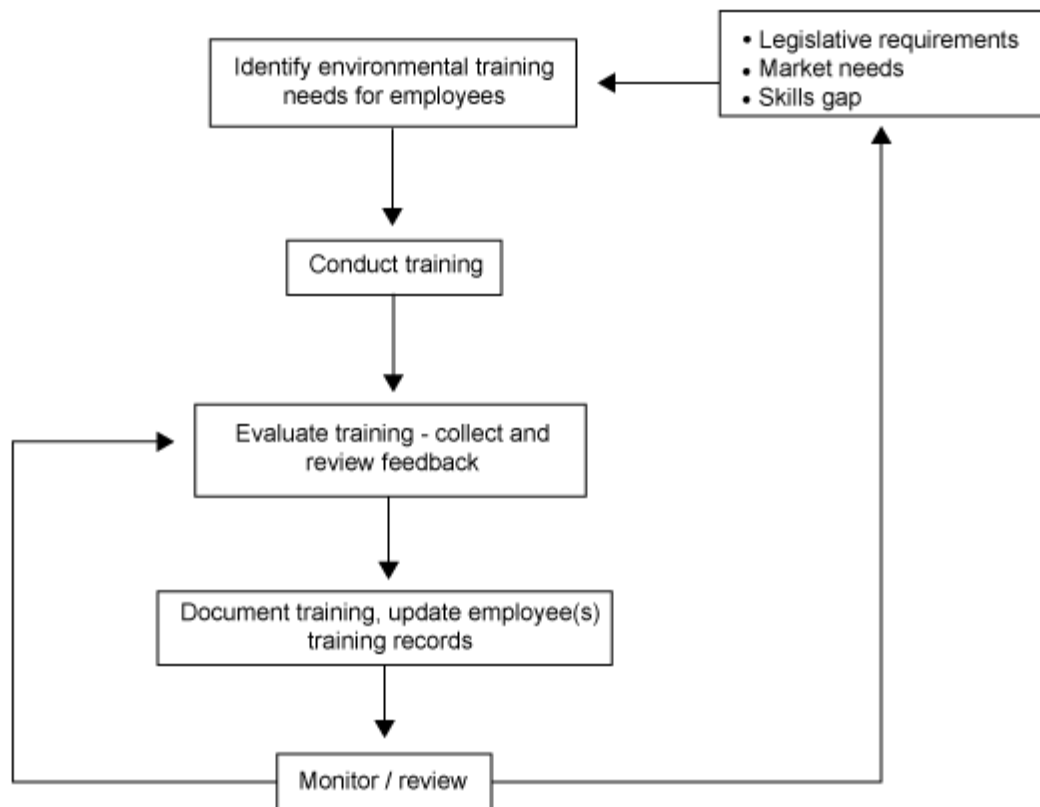 Identify environmental training
needs for employees
• Legislative requirements
• Market needs
• Skills gap
Conduct training
Evaluate training - collect and
review feedback
Document training, update employee(s)
training records
Monitor / review